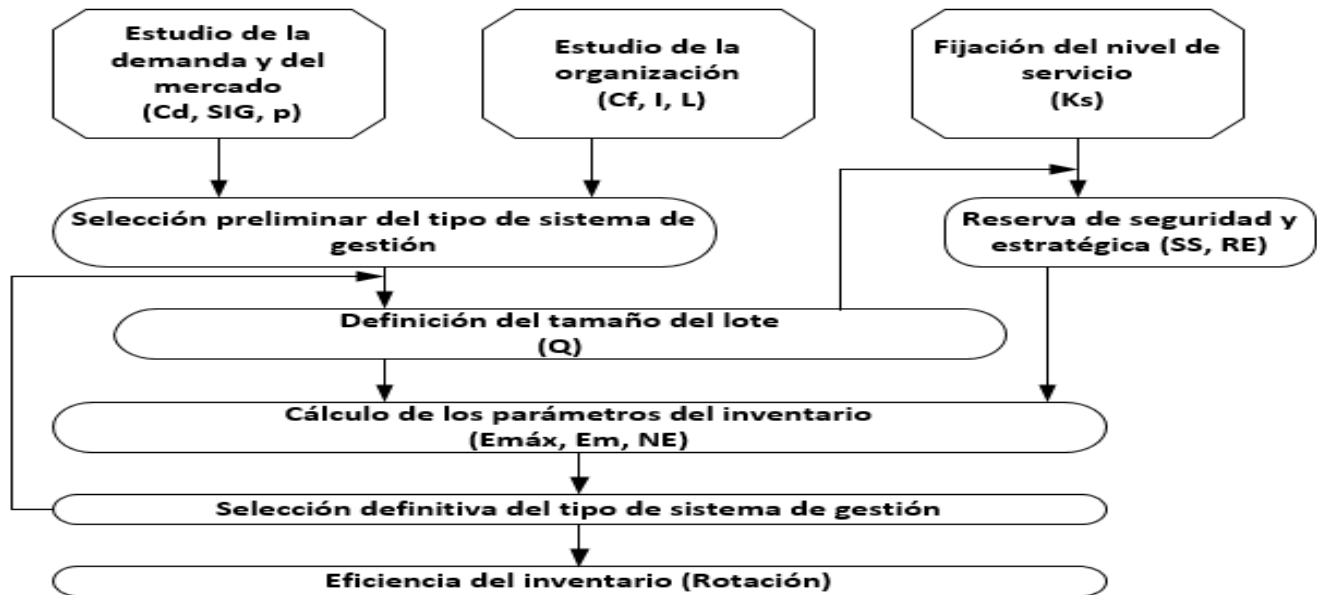 Estudio de la
demanda y del
mercado
(Cd, SIG, p)
Estudio de la
organización
(Cf, I, L)
Fijación del nivel de
servicio
(Ks)
Selección preliminar del tipo de sistema de
gestión
Reserva de seguridad y
estratégica (SS, RE)
Definición del tamaño del lote
(Q)
Cálculo de los parámetros del inventario
(Emáx, Em, NE)
Selección definitiva del tipo de sistema de gestión
Eficiencia del inventario (Rotación)